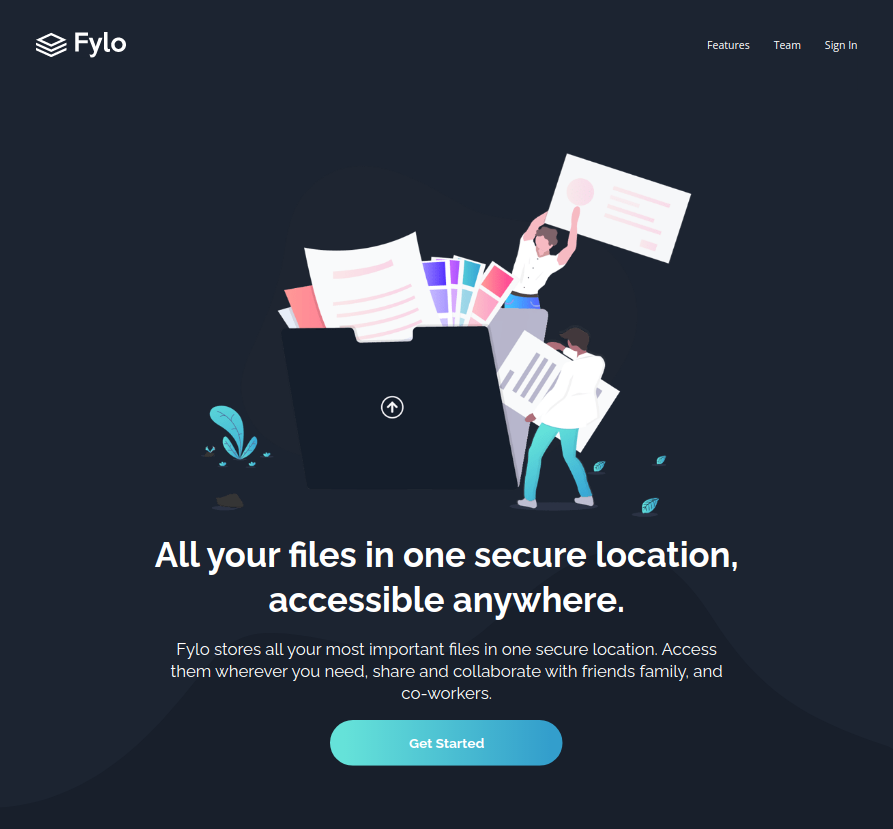 Fylo
Features Team Sign In
All your files in one secure location,
accessible anywhere.
Fylo stores all your most important files in one secure location. Access
them wherever you need, share and collaborate with friends family, and
co-workers.
Get Started